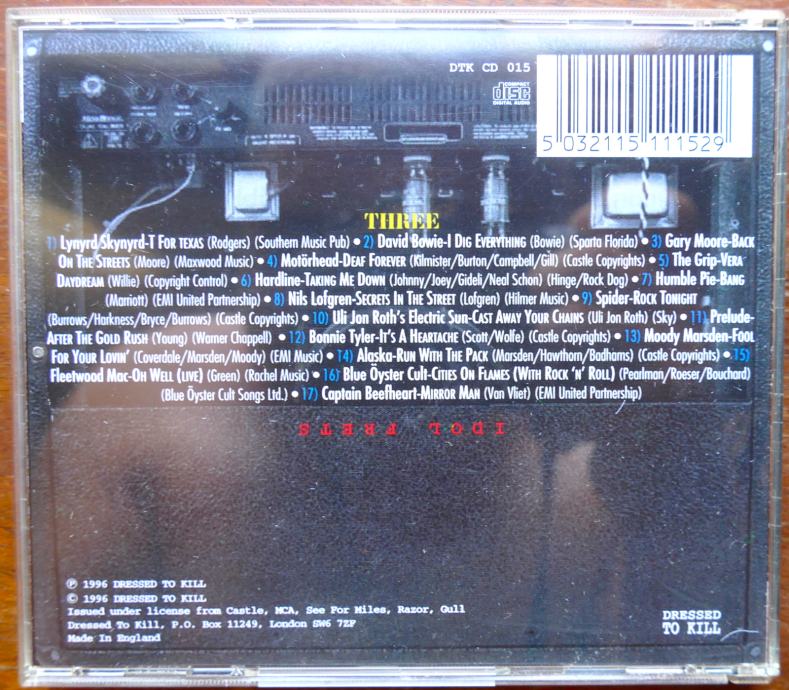 DTK CD 015
COMPACT
disc
DIGITAL AUDIO
5 032115 111529
THREE
1) Lynyrd Skynyrd-T For texas (Rodgers) (Southern Music Pub) • 2) David Bowie-I Dig Everything (Bowie) (Sparta Florida) • 3) Gary Moore-Back
On The Streets (Moore) (Maxwood Music) • 4) Motörhead-Deaf Forever (Kilmister/Burton/Campbell/Gill) (Castle Copyrights) • 5) The Grip-Vera
Daydream (Willie) (Copyright Control) • 6) Hardline-Taking Me Down (Johnny/Joey/Gideli/Neal Schon) (Hinge/Rock Dog) • 7) Humble Pie-Bang
(Marriott) (EMI United Partnership) • 8) Nils Lofgren-Secrets In The Street (Lofgren) (Hilmer Music) • 9) Spider-Rock Tonight
(Burrows/Harkness/Bryce/Burrows) (Castle Copyrights) • 10) Uli Jon Roth's Electric Sun-Cast Away Your Chains (Uli Jon Roth) (Sky) • 11) Prelude-
After The Gold Rush (Young) (Warner Chappell) • 12) Bonnie Tyler-It's A Heartache (Scott/Wolfe) (Castle Copyrights) • 13) Moody Marsden-Fool
For Your Lovin' (Coverdale/Marsden/Moody) (EMI Music) • 14) Alaska-Run With The Pack (Marsden/Hawthorn/Badhams) (Castle Copyrights) • 15)
Fleetwood Mac-Oh Well (live) (Green) (Rachel Music) • 16) Blue Öyster Cult-Cities On Flames (With Rock 'n' Roll) (Pearlman/Roeser/Bouchard)
(Blue Öyster Cult Songs Ltd.) • 17) Captain Beefheart-Mirror Man (Van Vliet) (EMI United Partnership)
IDOL FRETS
℗ 1996 DRESSED TO KILL
© 1996 DRESSED TO KILL
Issued under license from Castle, MCA, See For Miles, Razor, Gull
Dressed To Kill, P.O. Box 11249, London SW6 7ZF
Made In England
DRESSED
TO KILL